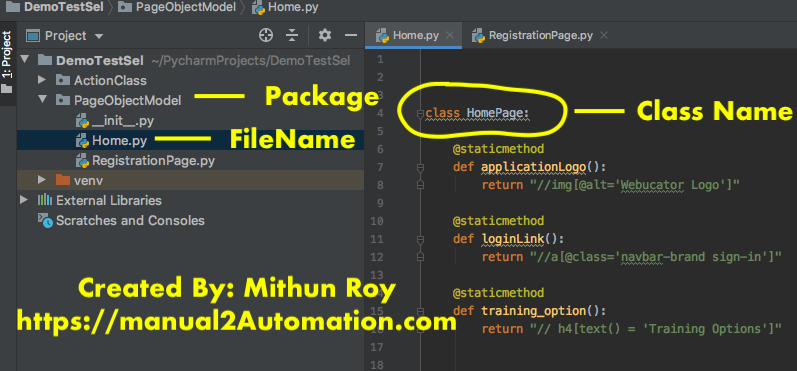 DemoTestSel PageObjectModel Home.py
1: Project
Project
DemoTestSel ~/PycharmProjects/DemoTestSel
ActionClass
PageObjectModel
Package
__init__.py
Home.py
FileName
RegistrationPage.py
venv
External Libraries
Scratches and Consoles
Created By: Mithun Roy
https://manual2Automation.com
Home.py RegistrationPage.py
1
2
3
4 class HomePage:
Class Name
5
6 @staticmethod
7 def applicationLogo():
8 return "//img[@alt='Webucator Logo']"
9
10 @staticmethod
11 def loginLink():
12 return "//a[@class='navbar-brand sign-in']"
13
14 @staticmethod
15 def training_option():
16 return "// h4[text() = 'Training Options']"
17
18